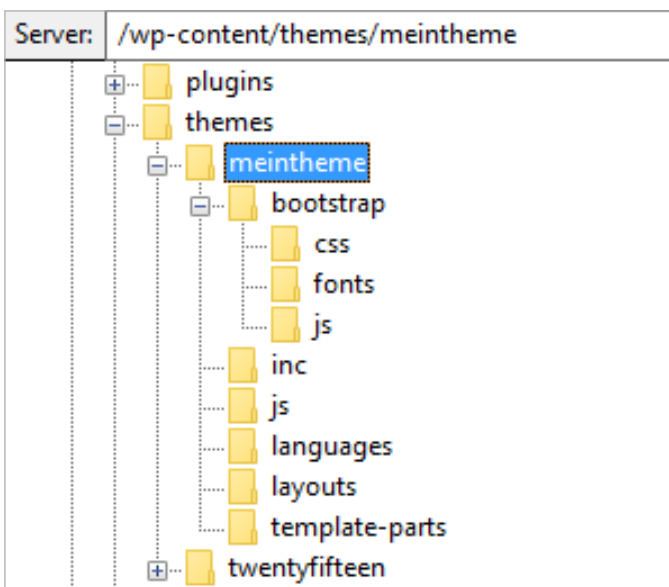 Server: /wp-content/themes/meintheme
plugins
themes
meintheme
bootstrap
css
fonts
js
inc
js
languages
layouts
template-parts
twentyfifteen